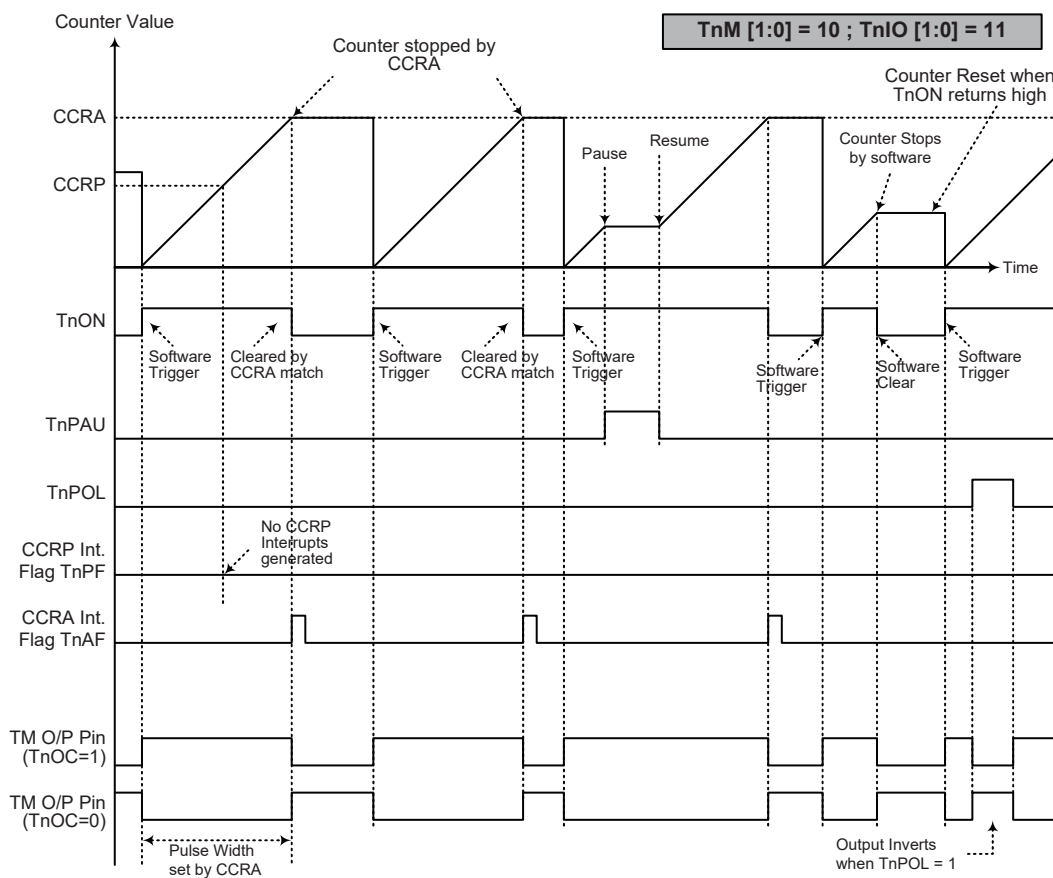 Counter Value
TnM [1:0] = 10 ; TnIO [1:0] = 11
Counter stopped by
CCRA
Counter Reset when
TnON returns high
CCRA
Pause
Resume
Counter Stops
by software
CCRP
Time
TnON
Software
Trigger
Cleared by
CCRA match
Software
Trigger
Cleared by
CCRA match
Software
Trigger
Software
Trigger
Software
Clear
Software
Trigger
TnPAU
TnPOL
No CCRP
Interrupts
generated
CCRP Int.
Flag TnPF
CCRA Int.
Flag TnAF
TM O/P Pin
(TnOC=1)
TM O/P Pin
(TnOC=0)
Pulse Width
set by CCRA
Output Inverts
when TnPOL = 1